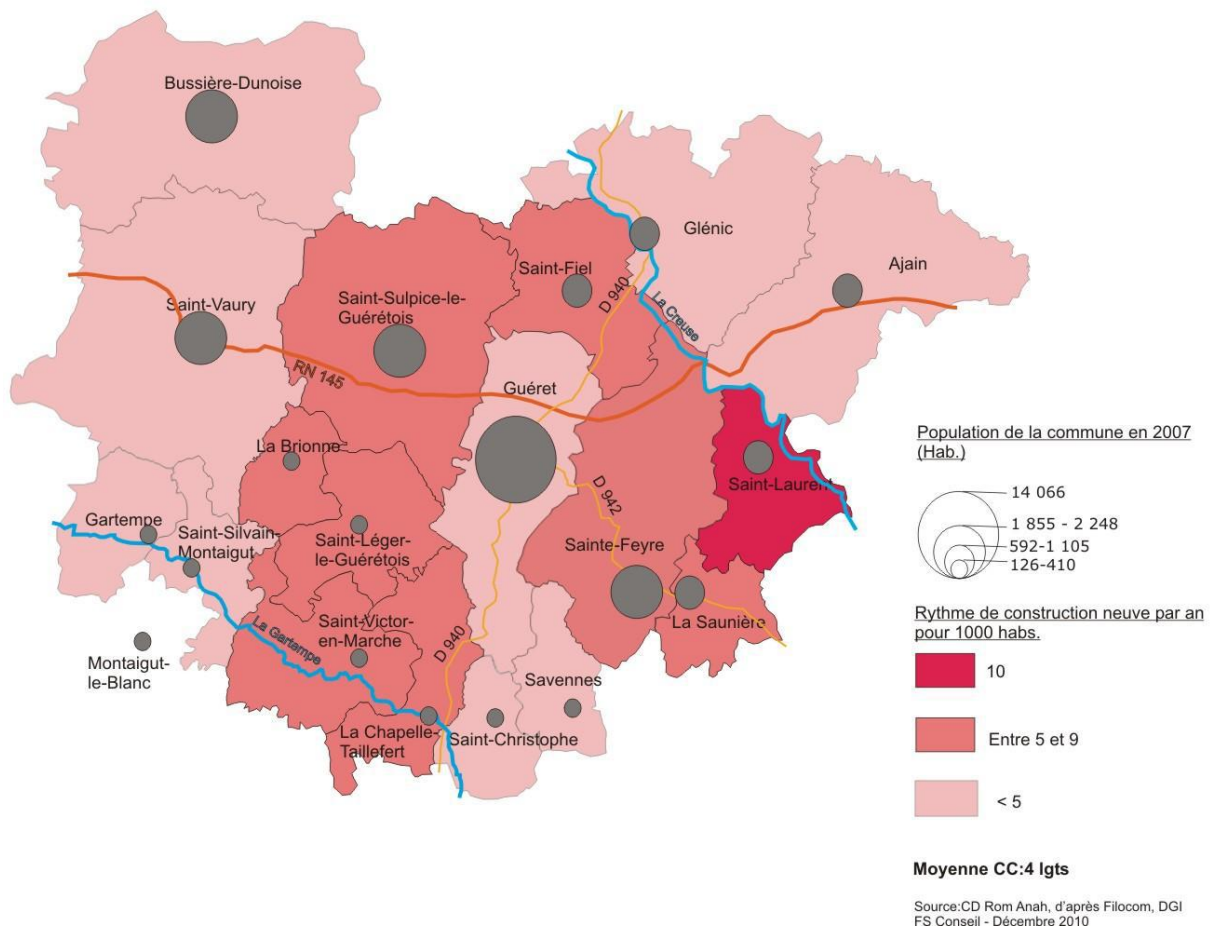 Bussière-Dunoise
Glénic
Ajain
Saint-Fiel
D 940
La Creuse
Saint-Vaury
Saint-Sulpice-le-
Guérétois
RN 145
Guéret
La Brionne
D 942
Saint-Laurent
Gartempe
Saint-Silvain-
Montaigut
Saint-Léger-
le-Guérétois
Sainte-Feyre
La Saunière
La Gartempe
Saint-Victor-
en-Marche
D 940
Montaigut-
le-Blanc
Savennes
La Chapelle-
Taillefert
Saint-Christophe
Population de la commune en 2007
(Hab.)
14 066
1 855 - 2 248
592-1 105
126-410
Rythme de construction neuve par an
pour 1000 habs.
10
Entre 5 et 9
< 5
Moyenne CC:4 lgts
Source:CD Rom Anah, d'après Filocom, DGI
FS Conseil - Décembre 2010